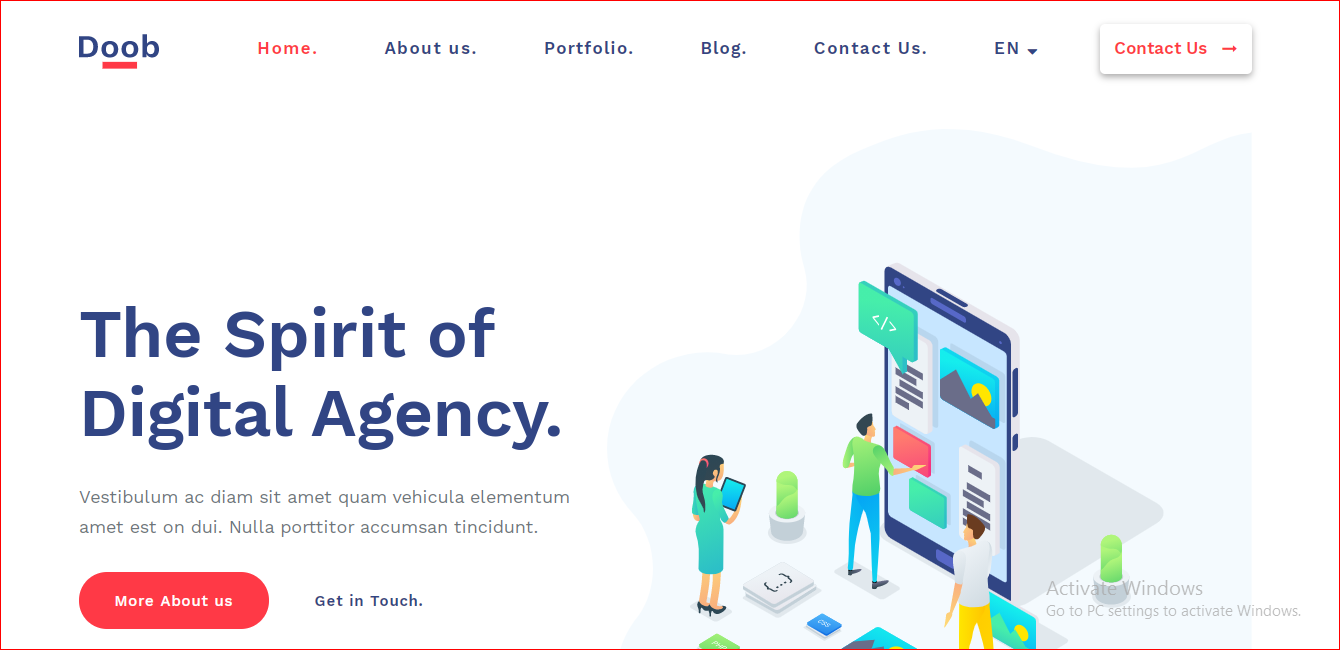 Doob
Home. About us. Portfolio. Blog. Contact Us. EN Contact Us
</>
The Spirit of
Digital Agency.
Vestibulum ac diam sit amet quam vehicula elementum
amet est on dui. Nulla porttitor accumsan tincidunt.
More About us Get in Touch.
{...}
CSS
PHP
Activate Windows
Go to PC settings to activate Windows.